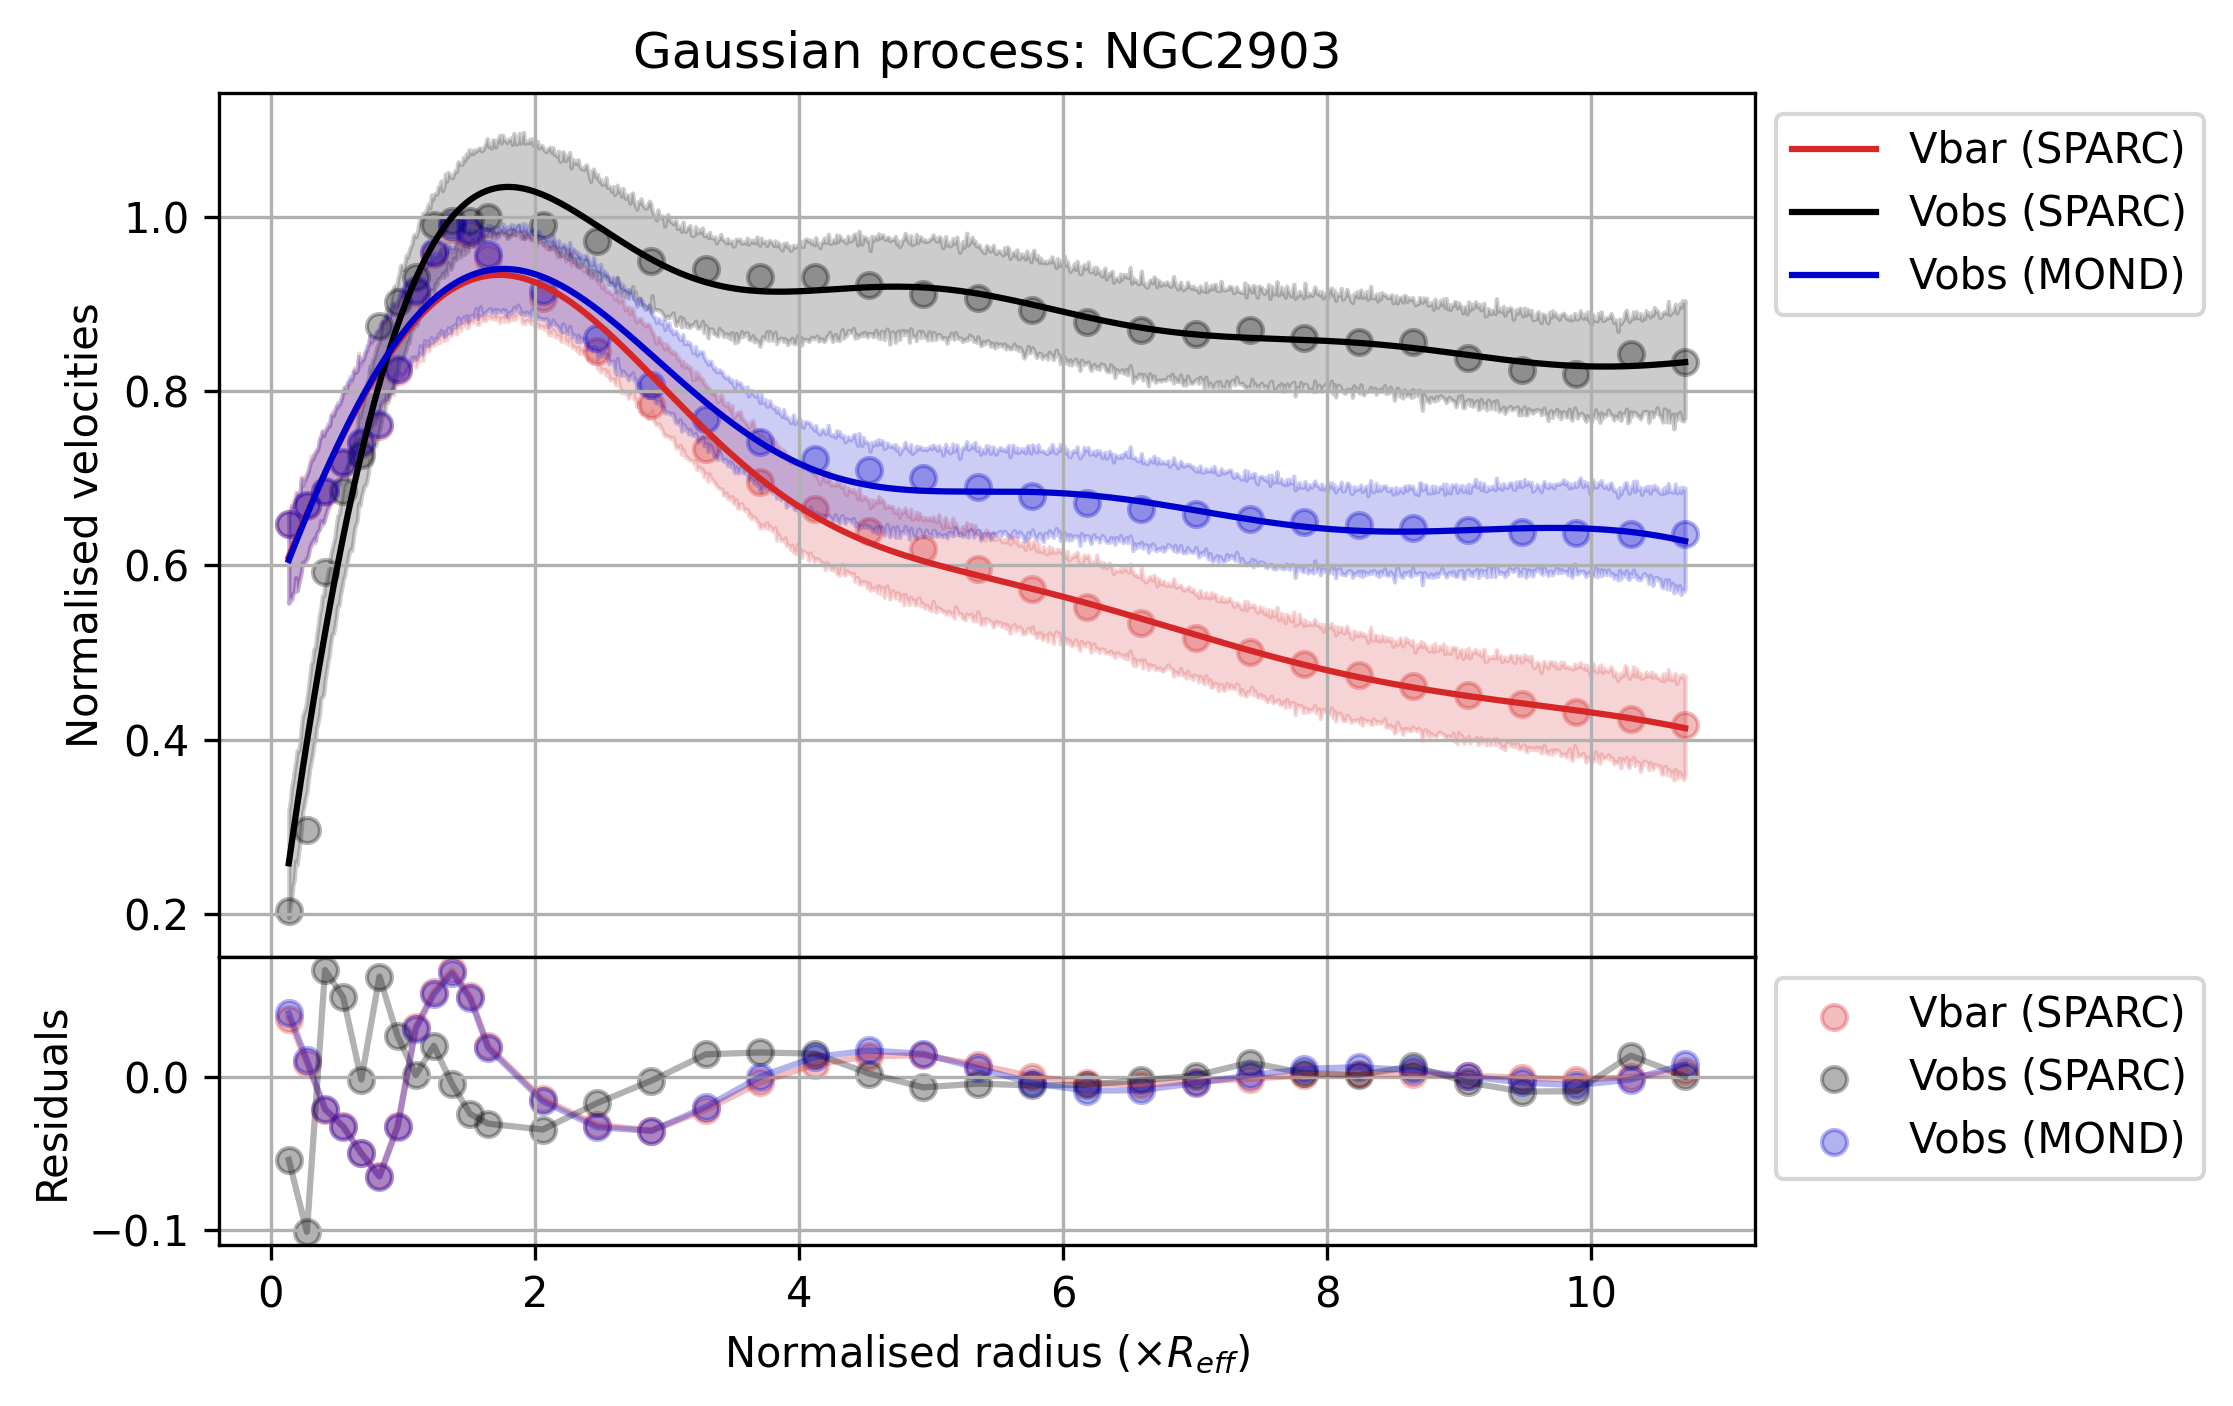 Gaussian process: NGC2903
Normalised velocities
1.0
0.8
0.6
0.4
0.2
Vbar (SPARC)
Vobs (SPARC)
Vobs (MOND)
Residuals
0.0
−0.1
Vbar (SPARC)
Vobs (SPARC)
Vobs (MOND)
0 2 4 6 8 10
Normalised radius (×R_eff)